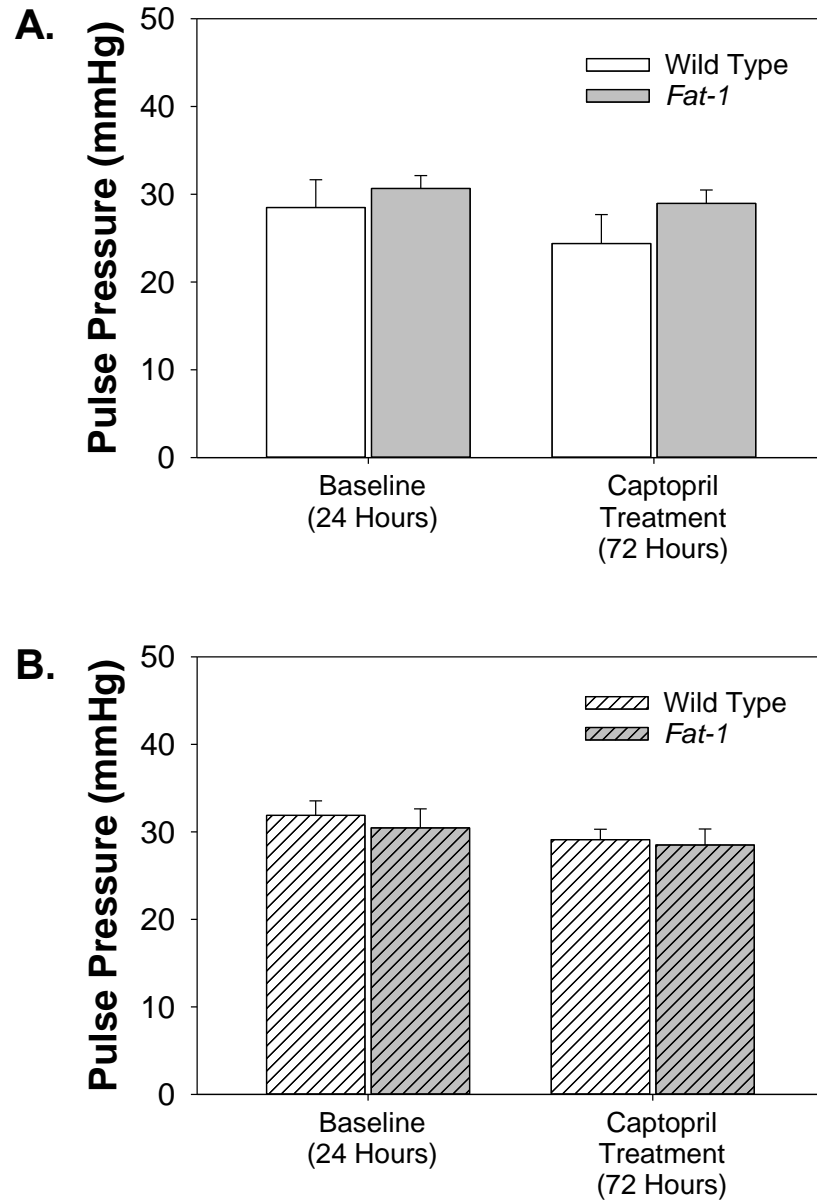 A.
Pulse Pressure (mmHg)
50
40
30
20
10
0
Wild Type
Fat-1
Baseline
(24 Hours)
Captopril
Treatment
(72 Hours)
B.
Pulse Pressure (mmHg)
50
40
30
20
10
0
Wild Type
Fat-1
Baseline
(24 Hours)
Captopril
Treatment
(72 Hours)